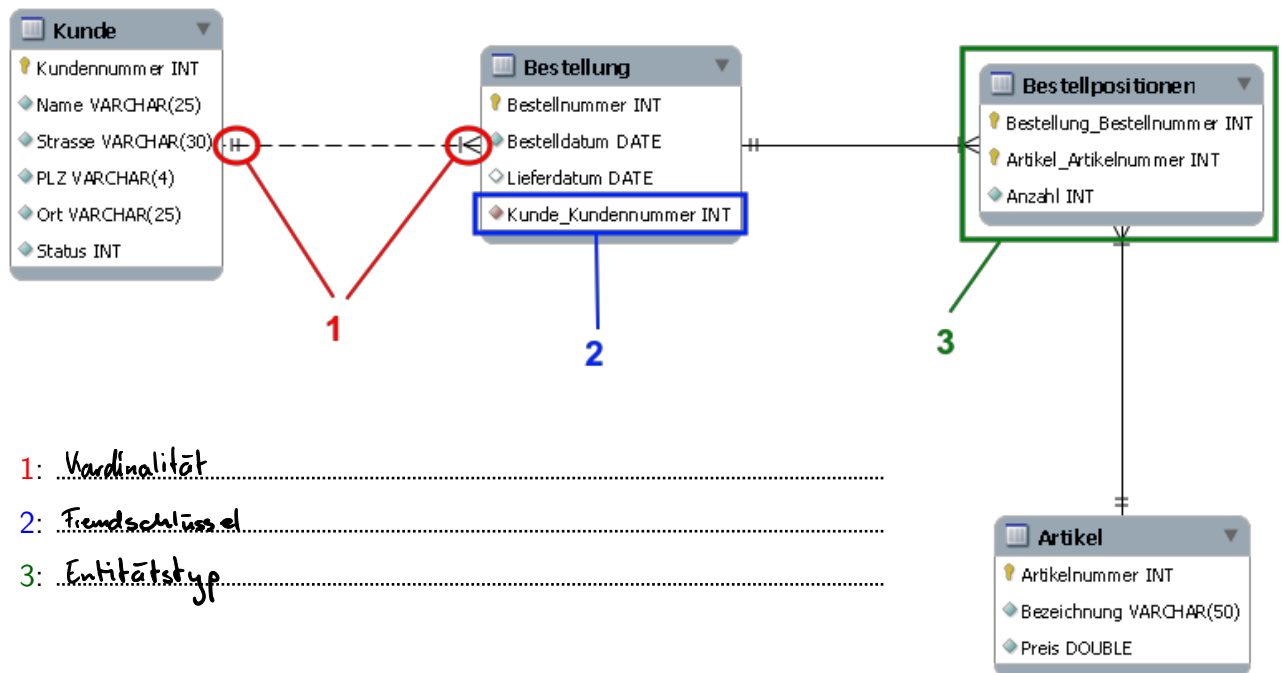 Kunde
Kundennummer INT
Name VARCHAR(25)
Strasse VARCHAR(30)
PLZ VARCHAR(4)
Ort VARCHAR(25)
Status INT
Bestellung
Bestellnummer INT
Bestelldatum DATE
Lieferdatum DATE
Kunde_Kundennummer INT
Bestellpositionen
Bestellung_Bestellnummer INT
Artikel_Artikelnummer INT
Anzahl INT
1
2
3
1: Kardinalität
2: Fremdschlüssel
3: Entitätstyp
Artikel
Artikelnummer INT
Bezeichnung VARCHAR(50)
Preis DOUBLE